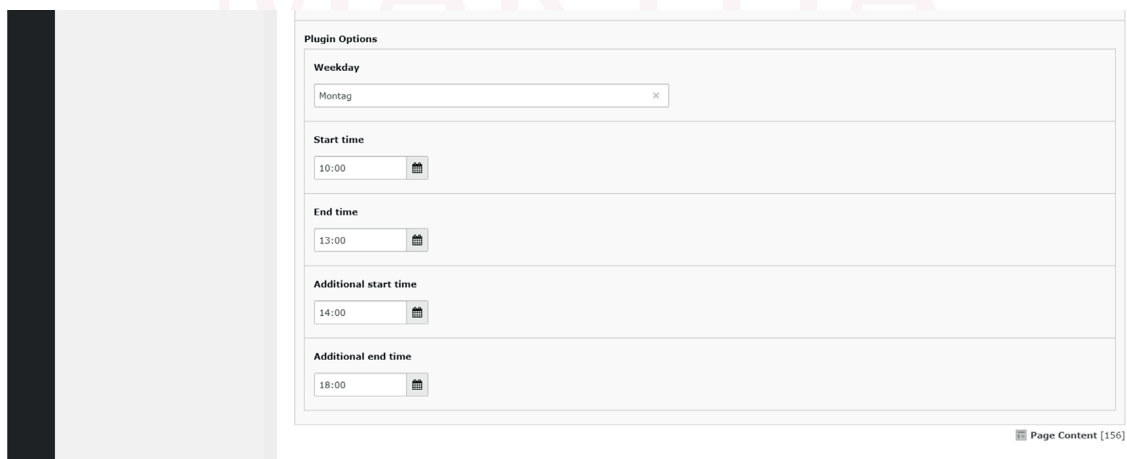 Plugin Options
Weekday
Montag
Start time
10:00
End time
13:00
Additional start time
14:00
Additional end time
18:00
Page Content [156]